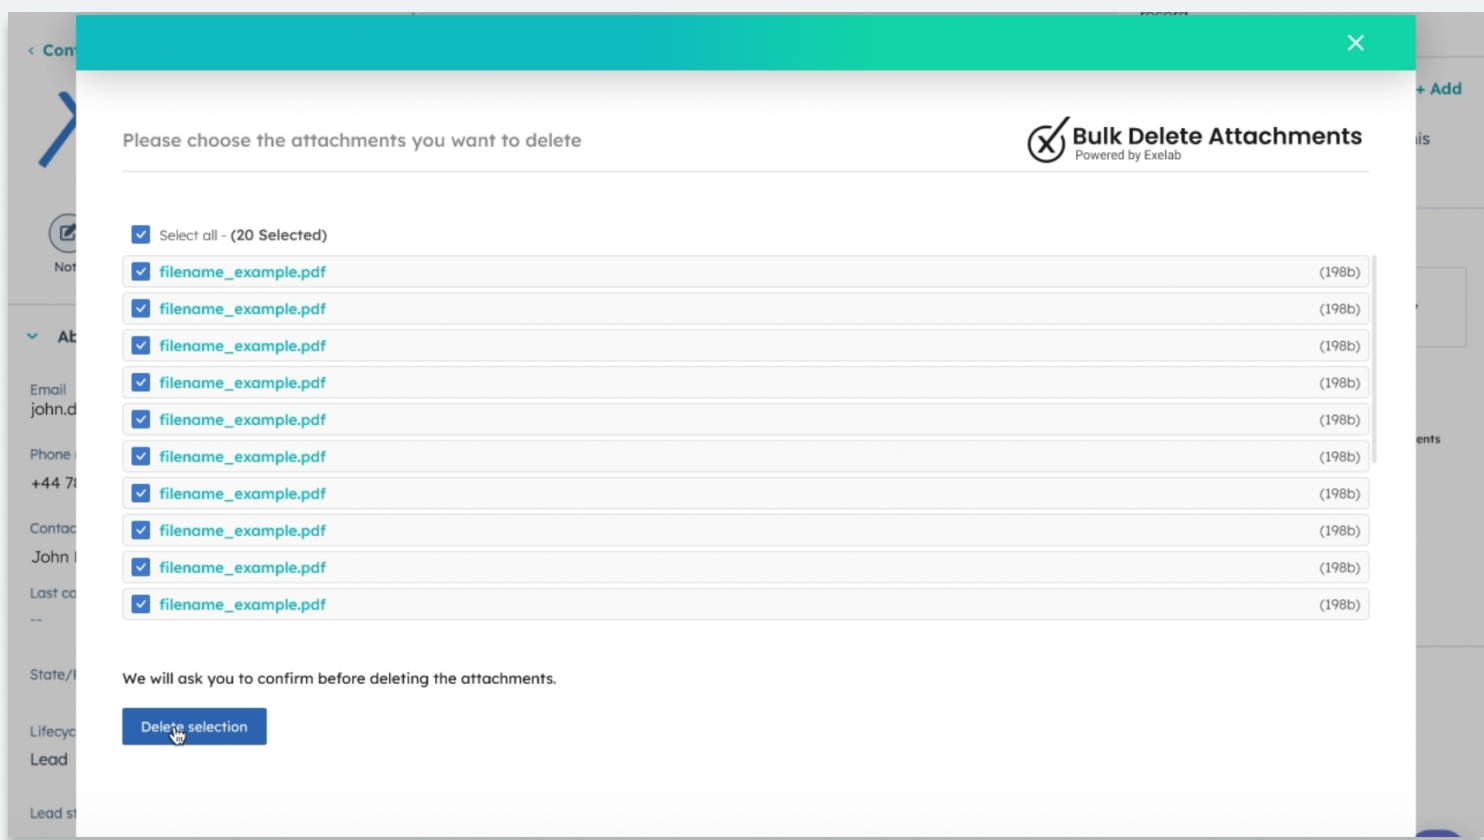 Please choose the attachments you want to delete
Bulk Delete Attachments
Powered by Exelab
Select all - (20 Selected)
filename_example.pdf (198b)
filename_example.pdf (198b)
filename_example.pdf (198b)
filename_example.pdf (198b)
filename_example.pdf (198b)
filename_example.pdf (198b)
filename_example.pdf (198b)
filename_example.pdf (198b)
filename_example.pdf (198b)
filename_example.pdf (198b)
We will ask you to confirm before deleting the attachments.
Delete selection
+ Add
Email
Phone
+44
John
--
Lead